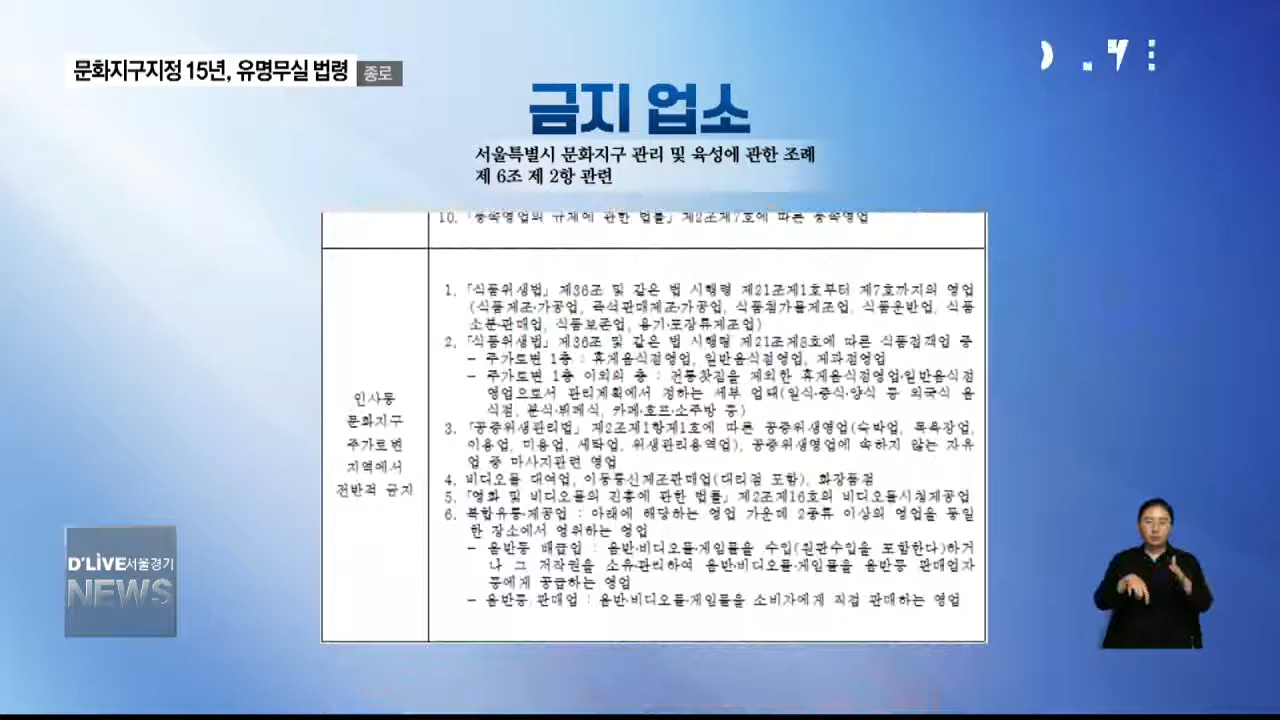 문화지구지정 15년, 유명무실 법령 종로
금지 업소
서울특별시 문화지구 관리 및 육성에 관한 조례
제 6조 제 2항 관련
10. 「풍속영업의 규제에 관한 법률」 제2조제7호에 따른 풍속영업
인사동
문화지구
주가로변
지역에서
전반적 금지
1. 「식품위생법」 제36조 및 같은 법 시행령 제21조제1호부터 제7호까지의 영업
(식품제조·가공업, 즉석판매제조·가공업, 식품첨가물제조업, 식품운반업, 식품
소분·판매업, 식품보존업, 용기·포장류제조업)
2. 「식품위생법」 제36조 및 같은 법 시행령 제21조제8호에 따른 식품접객업 중
- 주가로변 1층 : 휴게음식점영업, 일반음식점영업, 제과점영업
- 주가로변 1층 이외의 층 : 전통찻집을 제외한 휴게음식점영업·일반음식점
영업으로서 관리계획에서 정하는 세부 업태(일식·중식·양식 등 외국식 음
식점, 분식·뷔페식, 카페·호프·소주방 등)
3. 「공중위생관리법」 제2조제1항제1호에 따른 공중위생영업(숙박업, 목욕장업,
이용업, 미용업, 세탁업, 위생관리용역업), 공중위생영업에 속하지 않는 자유
업 중 마사지관련 영업
4. 비디오물 대여업, 이동통신제조판매업(대리점 포함), 화장품점
5. 「영화 및 비디오물의 진흥에 관한 법률」 제2조제16호의 비디오물시청제공업
6. 복합유통·제공업 : 아래에 해당하는 영업 가운데 2종류 이상의 영업을 동일
한 장소에서 영위하는 영업
- 음반등 배급업 : 음반·비디오물·게임물을 수입(원판수입을 포함한다)하거
나 그 저작권을 소유·관리하여 음반·비디오물·게임물을 음반등 판매업자
등에게 공급하는 영업
- 음반등 판매업 : 음반·비디오물·게임물을 소비자에게 직접 판매하는 영업
D'LIVE서울경기
NEWS